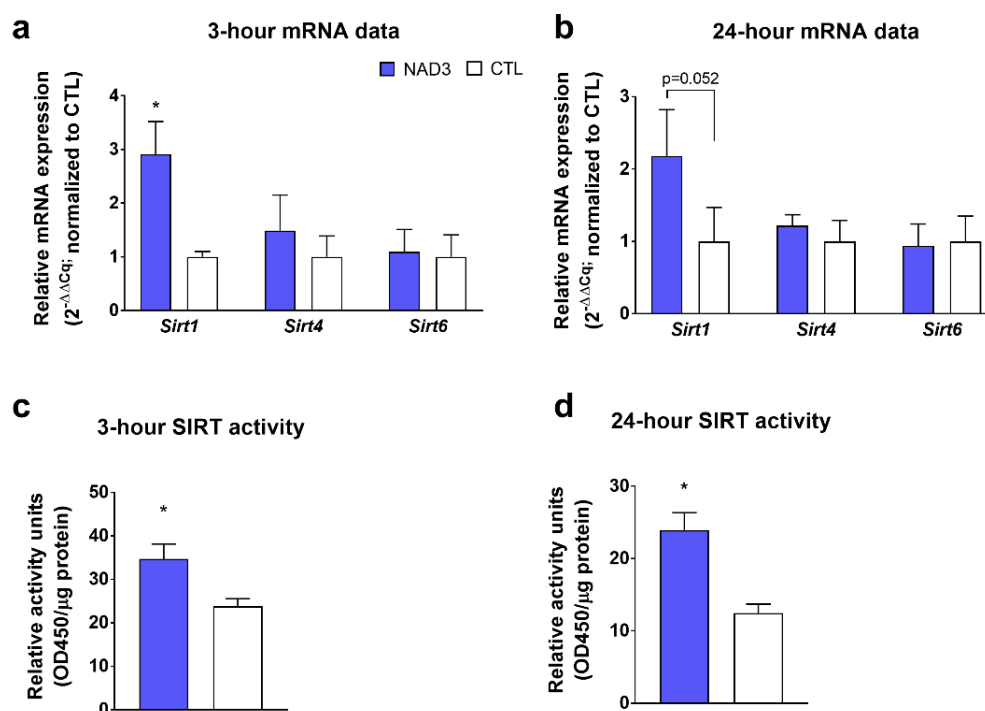 a
3-hour mRNA data
NAD3 CTL
Relative mRNA expression
(2-ΔΔCq; normalized to CTL)
4
3
2
1
0
*
Sirt1 Sirt4 Sirt6
b
24-hour mRNA data
p=0.052
Relative mRNA expression
(2-ΔΔCq; normalized to CTL)
3
2
1
0
Sirt1 Sirt4 Sirt6
c
3-hour SIRT activity
Relative activity units
(OD450/μg protein)
50
40
30
20
10
0
*
d
24-hour SIRT activity
Relative activity units
(OD450/μg protein)
30
20
10
0
*